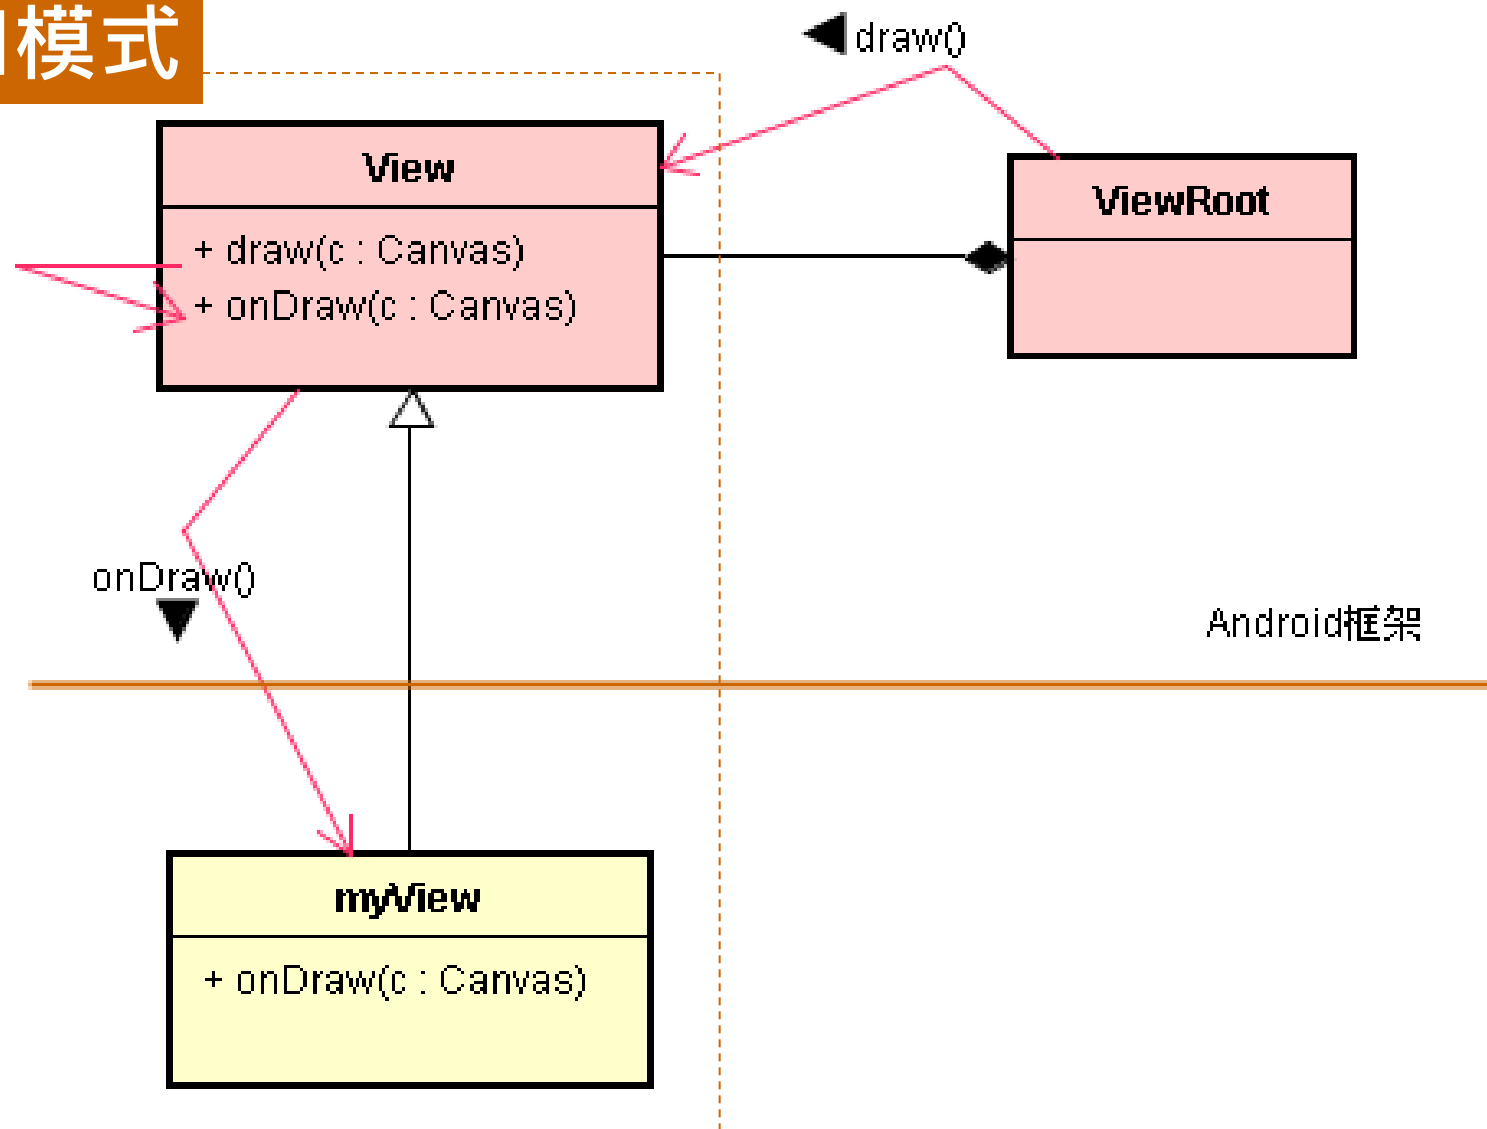 模式
draw()
View
+ draw(c : Canvas)
+ onDraw(c : Canvas)
ViewRoot
onDraw()
Android框架
myView
+ onDraw(c : Canvas)